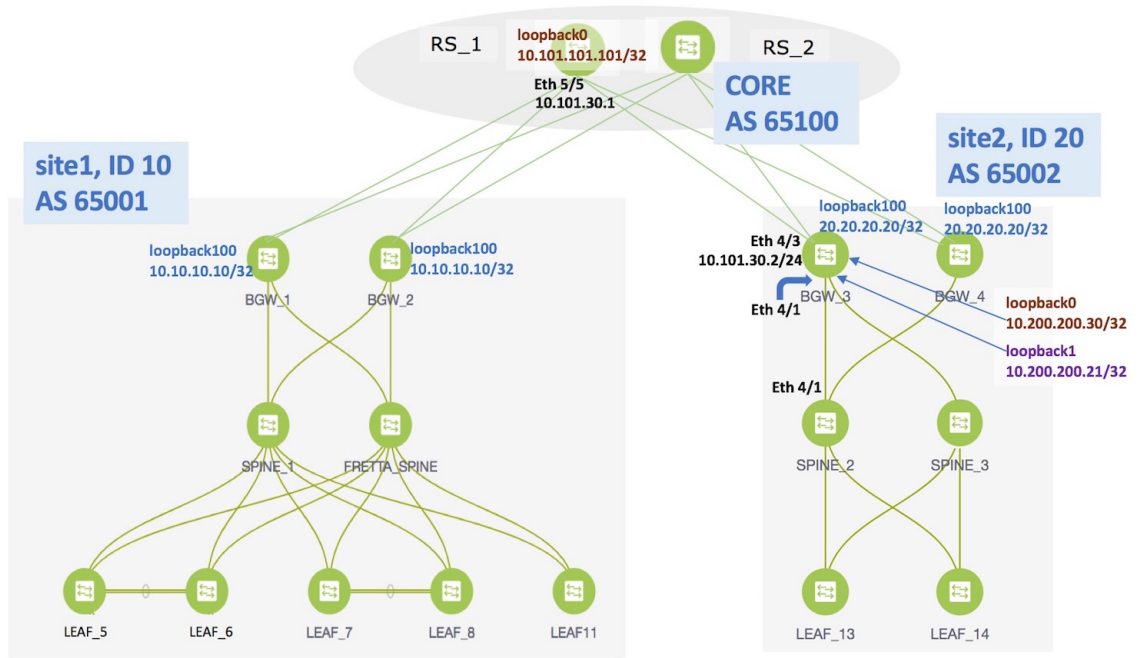 RS_1
loopback0
10.101.101.101/32
RS_2
Eth 5/5
10.101.30.1
CORE
AS 65100
site1, ID 10
AS 65001
site2, ID 20
AS 65002
loopback100
10.10.10.10/32
BGW_1
loopback100
10.10.10.10/32
BGW_2
loopback100
20.20.20.20/32
loopback100
20.20.20.20/32
Eth 4/3
10.101.30.2/24
BGW_3
BGW_4
Eth 4/1
loopback0
10.200.200.30/32
loopback1
10.200.200.21/32
Eth 4/1
SPINE_1
FRETTA_SPINE
SPINE_2
SPINE_3
LEAF_5
LEAF_6
LEAF_7
LEAF_8
LEAF11
LEAF_13
LEAF_14